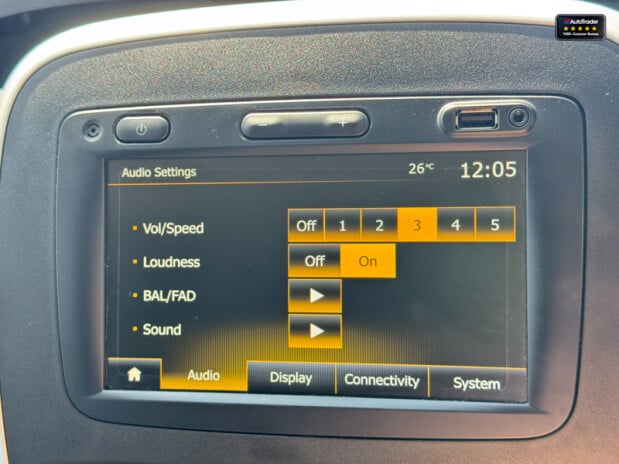 AutoTrader
Audio Settings 26°C 12:05
Vol/Speed Off 1 2 3 4 5
Loudness Off On
BAL/FAD
Sound
Audio Display Connectivity System